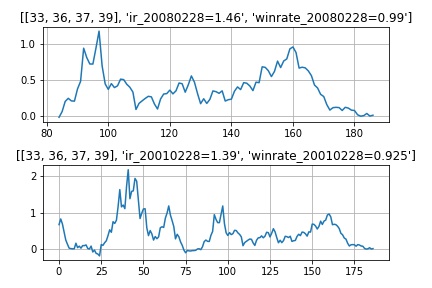 [[33, 36, 37, 39], 'ir_20080228=1.46', 'winrate_20080228=0.99']
1.0
0.5
0.0
80 100 120 140 160 180
[[33, 36, 37, 39], 'ir_20010228=1.39', 'winrate_20010228=0.925']
2
1
0
0 25 50 75 100 125 150 175